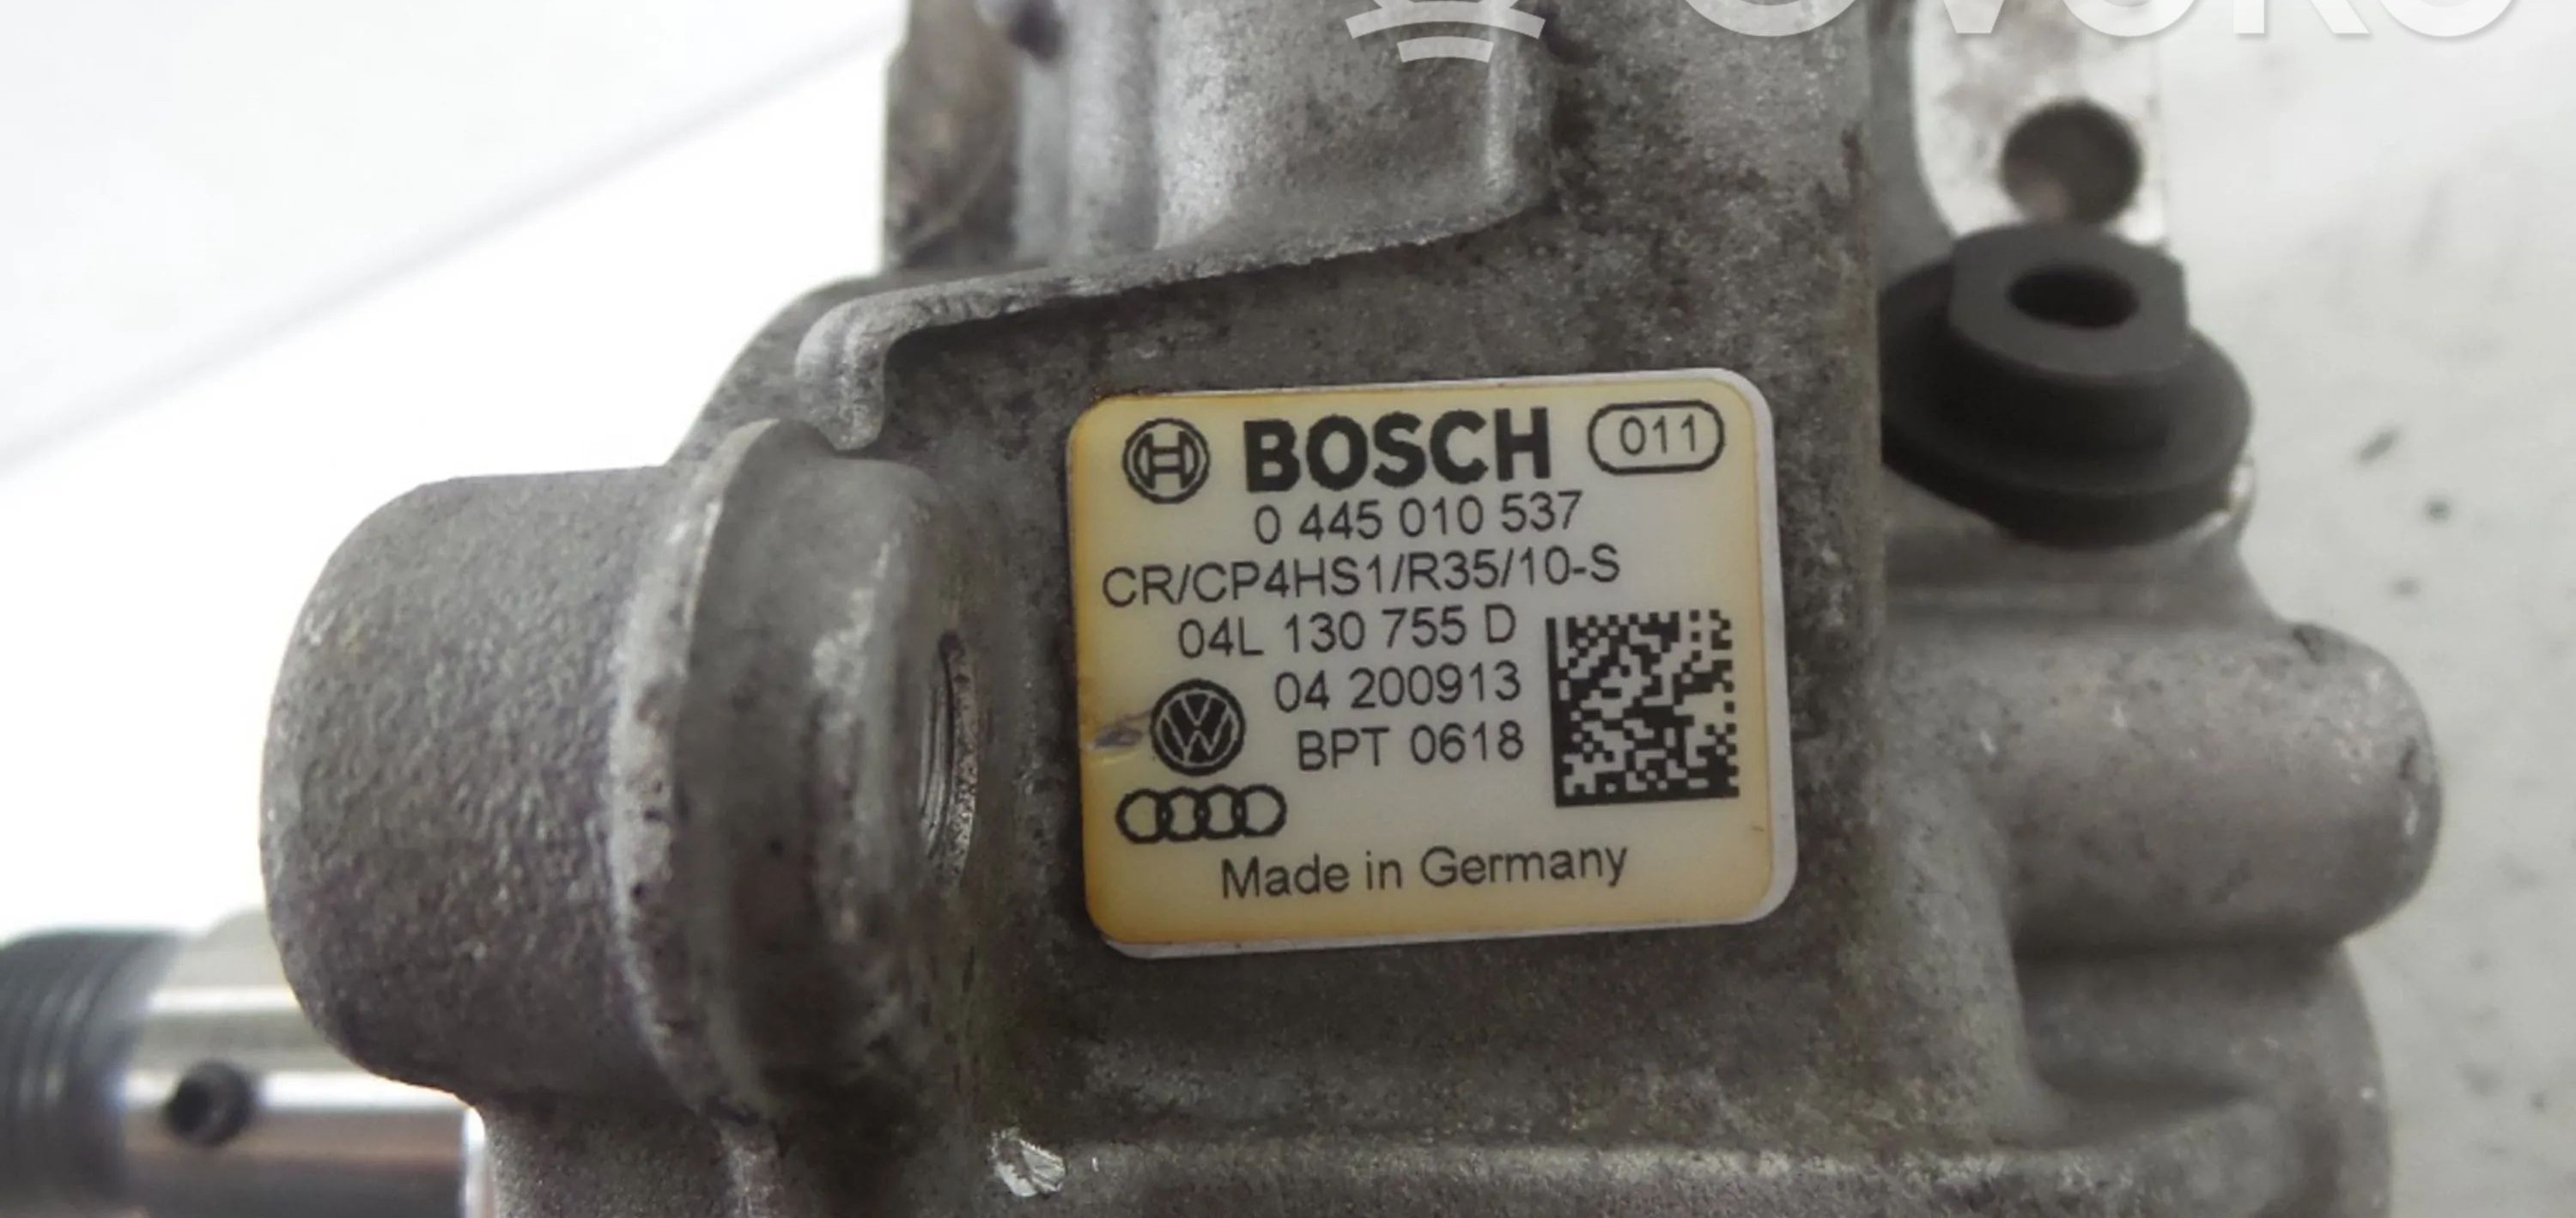 OVOKO
BOSCH 011
0 445 010 537
CR/CP4HS1/R35/10-S
04L 130 755 D
04 200913
BPT 0618
Made in Germany